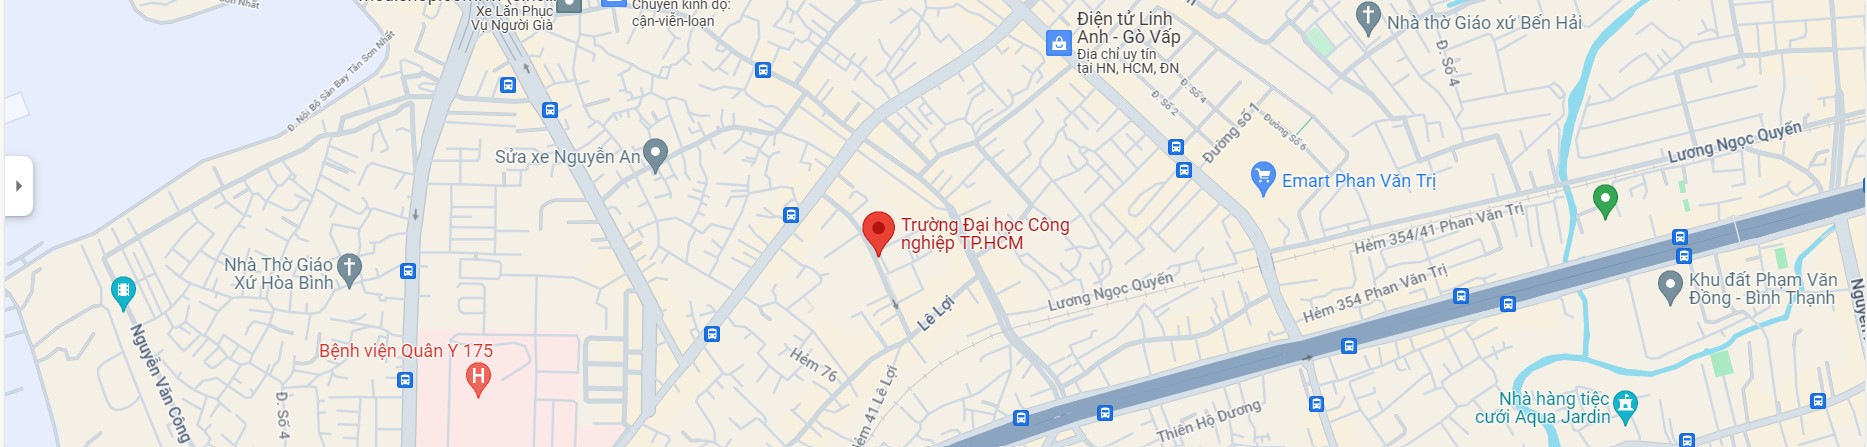 Xe Lăn Phục
Vụ Người Già
Chuyên kính độ:
cận-viễn-loạn
Điện tử Linh
Anh - Gò Vấp
Địa chỉ uy tín
tại HN, HCM, ĐN
Nhà thờ Giáo xứ Bến Hải
Đ. Số 4
Đ. Nội Bộ Sân Bay Tân Sơn Nhất
Đ. Số 2
Đ. Số 4
Đường số 1
Đường Số 6
Lương Ngọc Quyến
Sửa xe Nguyễn An
Emart Phan Văn Trị
Trường Đại học Công
nghiệp TP.HCM
Hẻm 354/41 Phan Văn Trị
Nhà Thờ Giáo
Xứ Hòa Bình
Lương Ngọc Quyến
Hẻm 354 Phan Văn Trị
Khu đất Phạm Văn
Đồng - Bình Thạnh
Lê Lợi
Nguyễn Văn Công
Bệnh viện Quân Y 175
H
Hẻm 76
Hẻm 41 Lê Lợi
Đ. Số 4
Thiên Hộ Dương
Nhà hàng tiệc
cưới Aqua Jardin